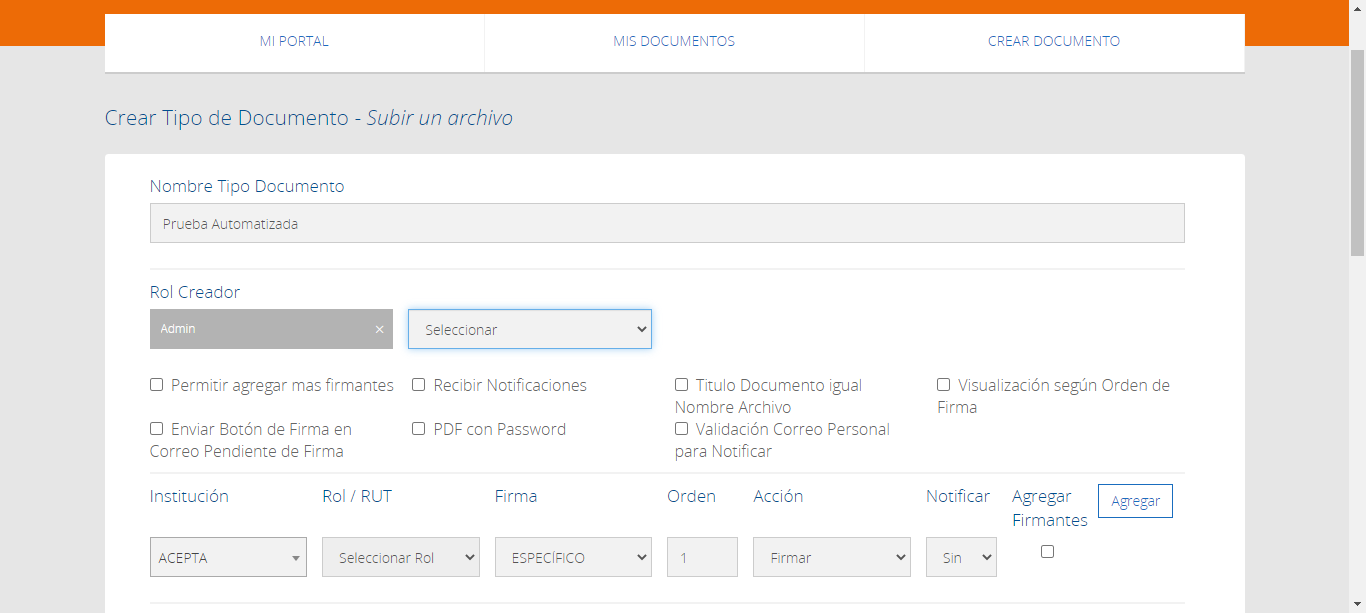 MI PORTAL
MIS DOCUMENTOS
CREAR DOCUMENTO
Crear Tipo de Documento - Subir un archivo
Nombre Tipo Documento
Prueba Automatizada
Rol Creador
Admin ×
Seleccionar
Permitir agregar mas firmantes
Recibir Notificaciones
Titulo Documento igual
Nombre Archivo
Visualización según Orden de
Firma
Enviar Botón de Firma en
Correo Pendiente de Firma
PDF con Password
Validación Correo Personal
para Notificar
Institución
Rol / RUT
Firma
Orden
Acción
Notificar
Agregar
Firmantes
Agregar
ACEPTA
Seleccionar Rol
ESPECÍFICO
1
Firmar
Sin